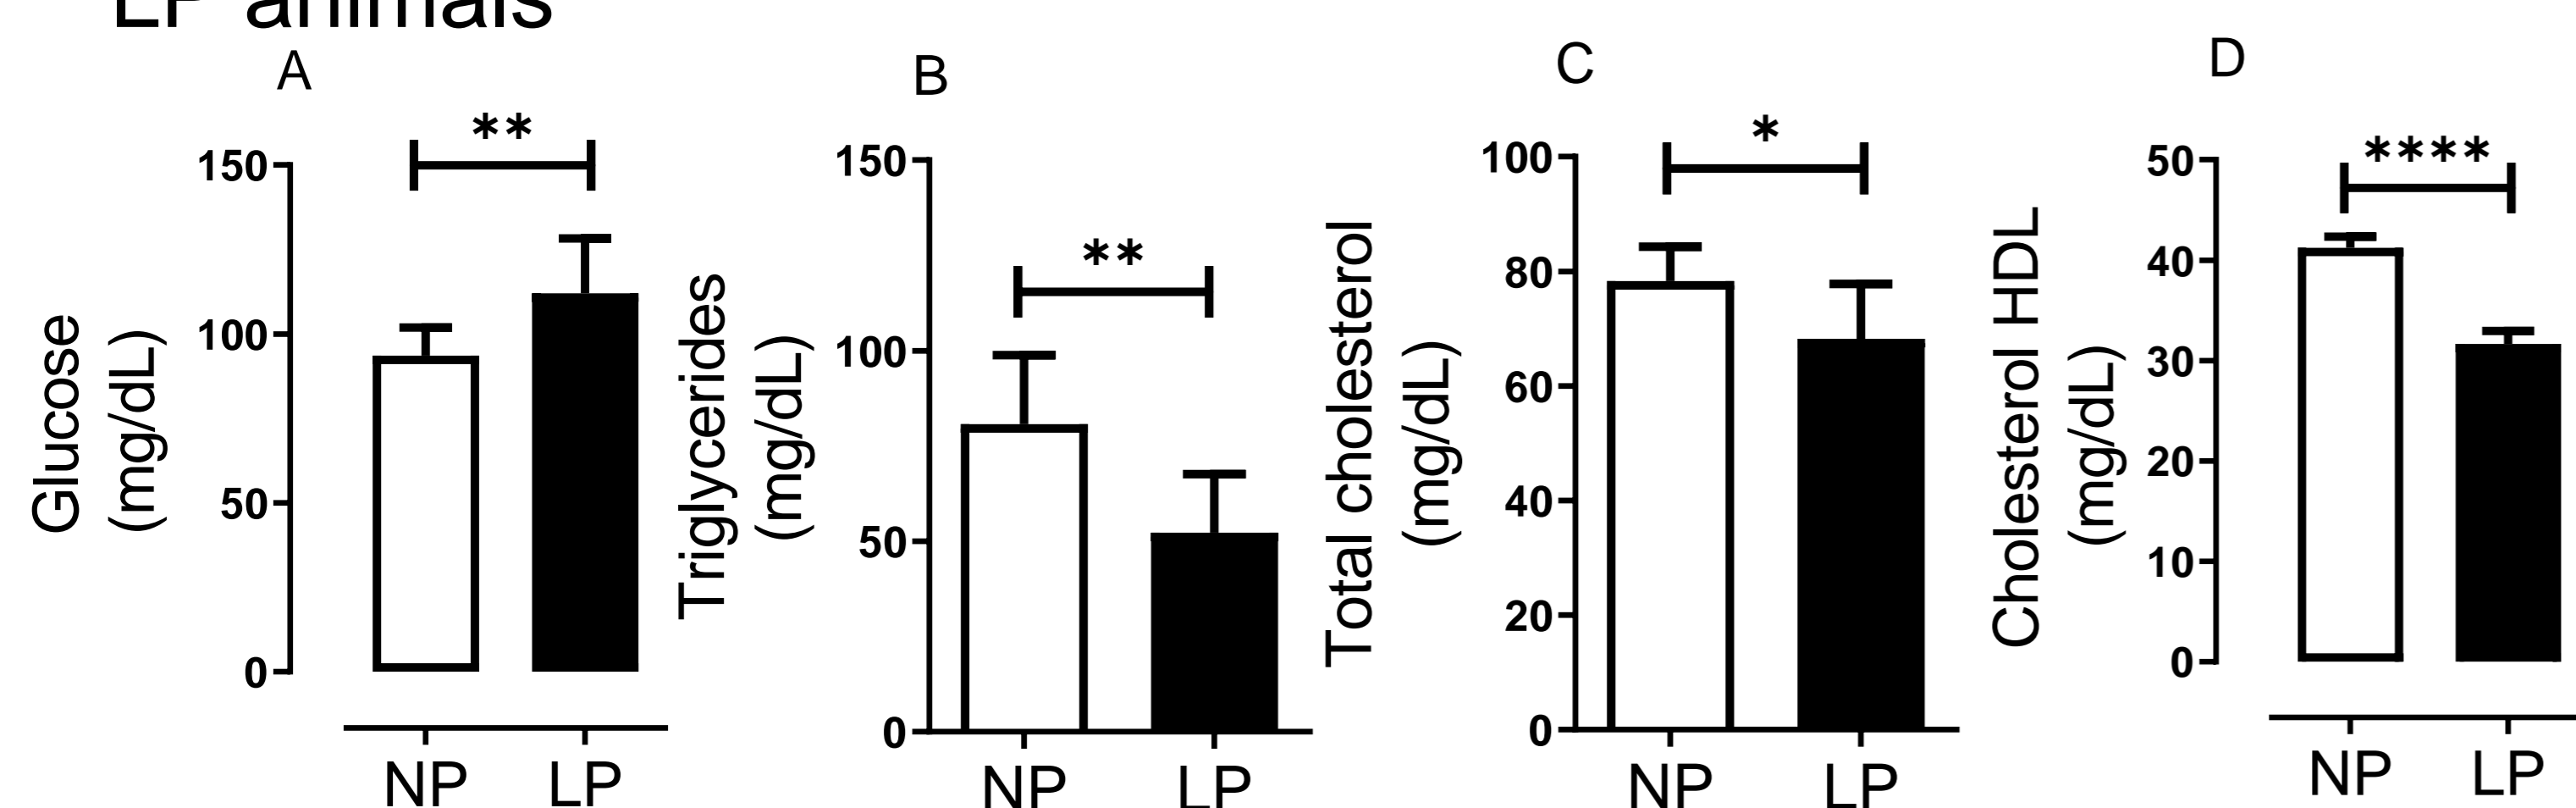 LP animals
A
**
150
100
50
0
Glucose
(mg/dL)
NP LP
B
**
150
100
50
0
Triglycerides
(mg/dL)
NP LP
C
*
100
80
60
40
20
0
Total cholesterol
(mg/dL)
NP LP
D
****
50
40
30
20
10
0
Cholesterol HDL
(mg/dL)
NP LP